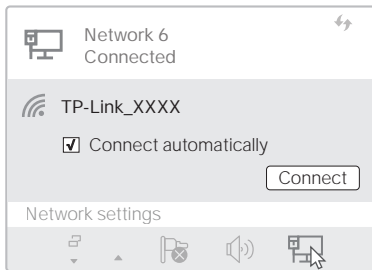 Network 6
Connected
TP-Link_XXXX
Connect automatically
Connect
Network settings